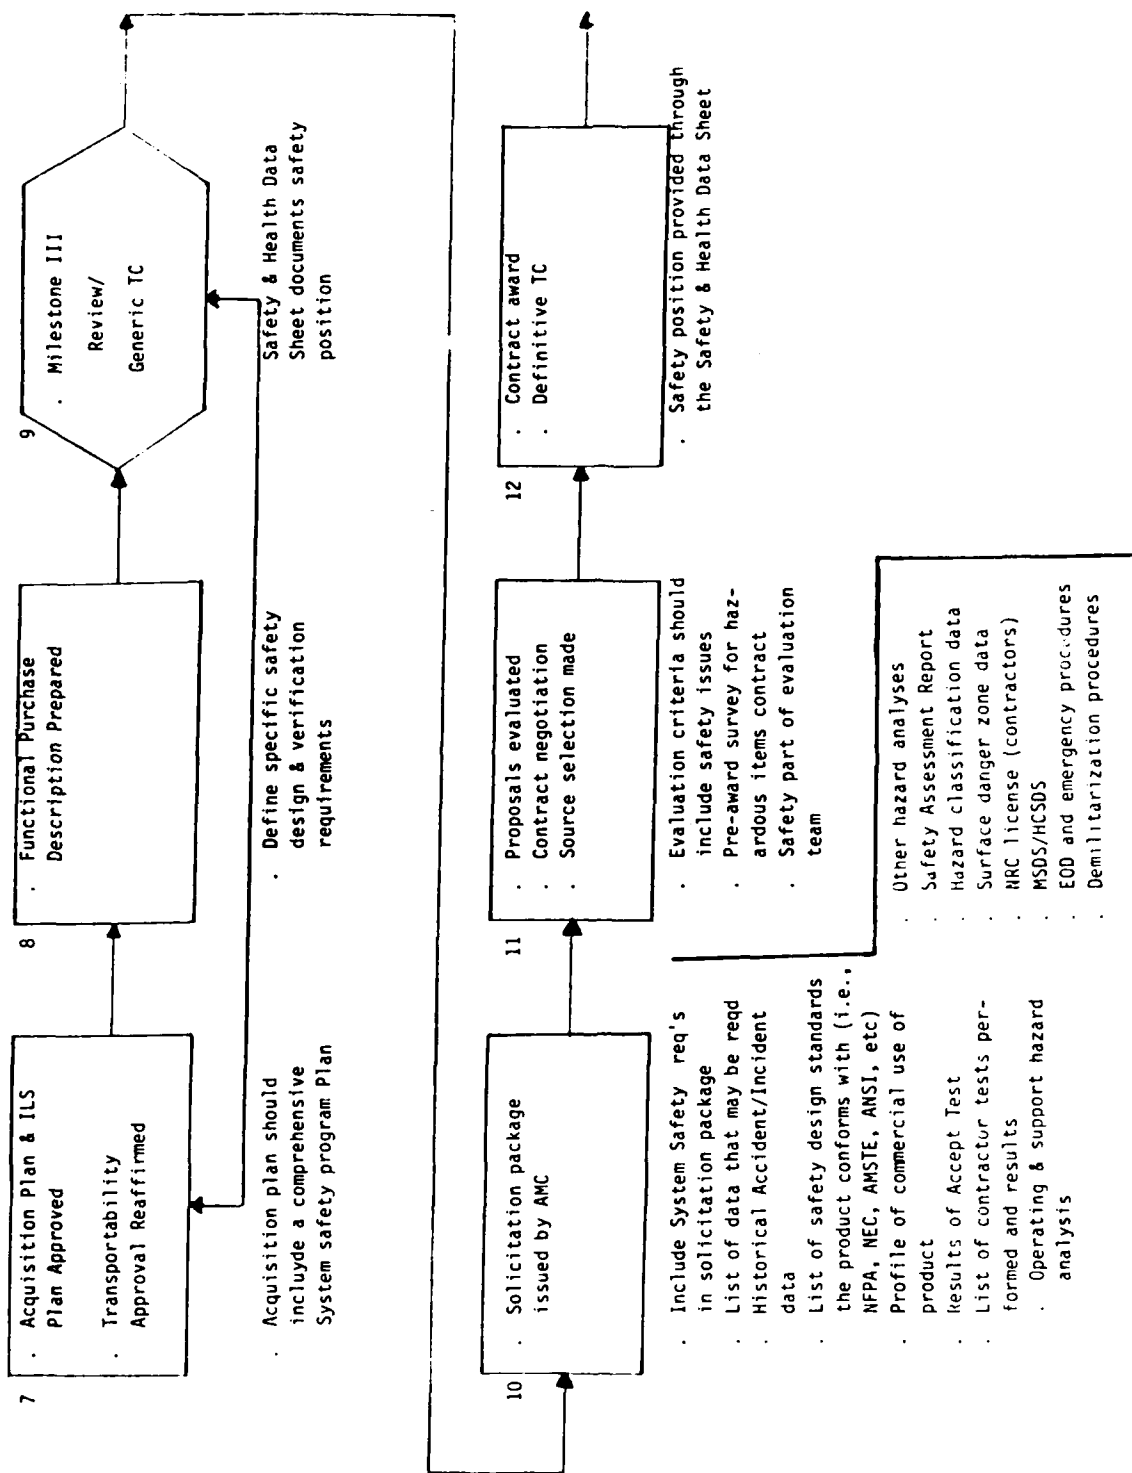 7
. Acquisition Plan & ILS
Plan Approved
. Transportability
Approval Reaffirmed
. Acquisition plan should
incluyde a comprehensive
System safety program Plan
8
. Functional Purchase
Description Prepared
. Define specific safety
design & verification
requirements
9
. Milestone III
Review/
Generic TC
Safety & Health Data
Sheet documents safety
position
10
. Solicitation package
issued by AMC
. Include System Safety req's
in solicitation package
. List of data that may be reqd
. Historical Accident/Incident
data
. List of safety design standards
the product conforms with (i.e.,
NFPA, NEC, AMSTE, ANSI, etc)
. Profile of commercial use of
product
. Results of Accept Test
. List of contractor tests per-
formed and results
. Operating & support hazard
analysis
. Other hazard analyses
. Safety Assessment Report
. Hazard classification data
. Surface danger zone data
. NRC license (contractors)
. MSDS/HCSDS
. EOD and emergency procedures
. Demilitarization procedures
11
. Proposals evaluated
. Contract negotiation
. Source selection made
. Evaluation criteria should
include safety issues
. Pre-award survey for haz-
ardous items contract
. Safety part of evaluation
team
12
. Contract award
. Definitive TC
. Safety position provided through
the Safety & Health Data Sheet